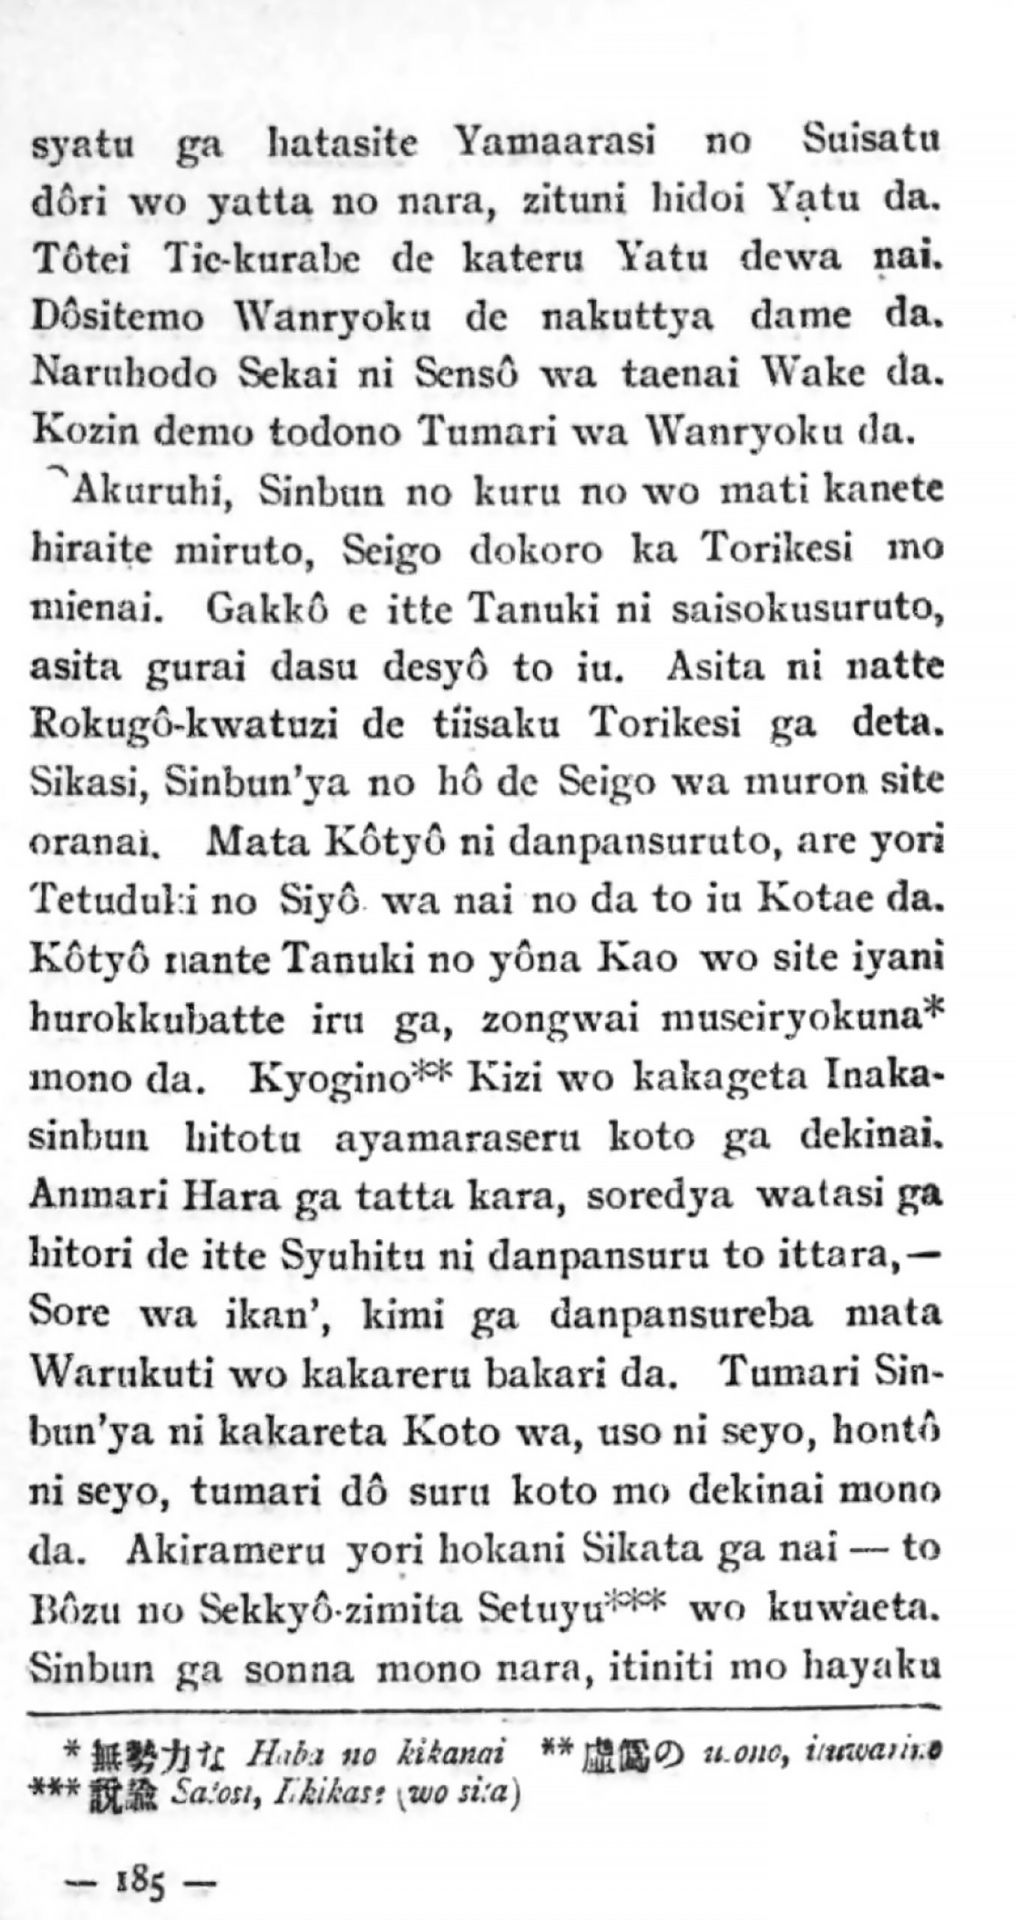 syatu ga hatasite Yamaarasi no Suisatu
dôri wo yatta no nara, zituni hidoi Yatu da.
Tôtei Tie-kurabe de kateru Yatu dewa nai.
Dôsitemo Wanryoku de nakuttya dame da.
Naruhodo Sekai ni Sensô wa taenai Wake da.
Kozin demo todono Tumari wa Wanryoku da.
Akuruhi, Sinbun no kuru no wo mati kanete
hiraite miruto, Seigo dokoro ka Torikesi mo
mienai. Gakkô e itte Tanuki ni saisokusuruto,
asita gurai dasu desyô to iu. Asita ni natte
Rokugô-kwatuzi de tíisaku Torikesi ga deta.
Sikasi, Sinbun'ya no hô de Seigo wa muron site
oranai. Mata Kôtyô ni danpansuruto, are yori
Tetuduki no Siyô wa nai no da to iu Kotae da.
Kôtyô nante Tanuki no yôna Kao wo site iyani
hurokkubatte iru ga, zongwai museiryokuna*
mono da. Kyogino** Kizi wo kakageta Inaka-
sinbun hitotu ayamaraseru koto ga dekinai.
Anmari Hara ga tatta kara, soredya watasi ga
hitori de itte Syuhitu ni danpansuru to ittara,—
Sore wa ikan', kimi ga danpansureba mata
Warukuti wo kakareru bakari da. Tumari Sin-
bun'ya ni kakareta Koto wa, uso ni seyo, hontô
ni seyo, tumari dô suru koto mo dekinai mono
da. Akirameru yori hokani Sikata ga nai — to
Bôzu no Sekkyô-zimita Setuyu*** wo kuwaeta.
Sinbun ga sonna mono nara, itiniti mo hayaku
* 無勢力な Haba no kikanai ** 虛僞の
*** 說諭 Satosi, (wo sita)
— 185 —